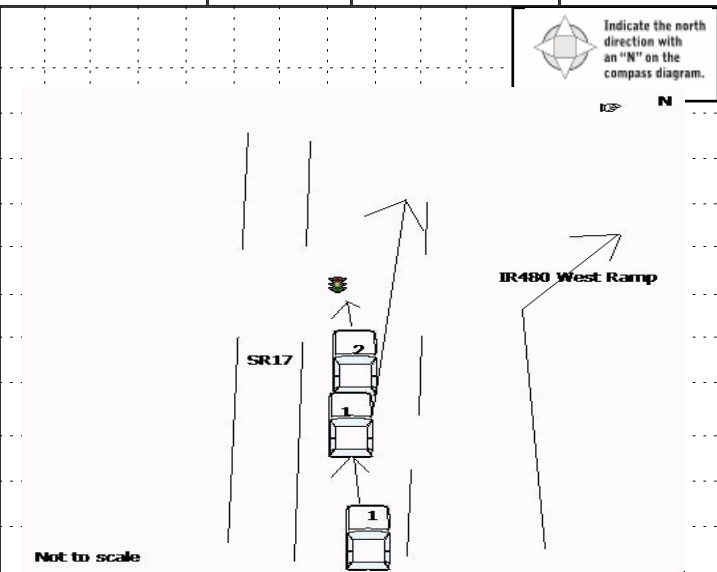 Indicate the north
direction with
an "N" on the
compass diagram.
N
IR480 West Ramp
2
SR17
1
1
Not to scale